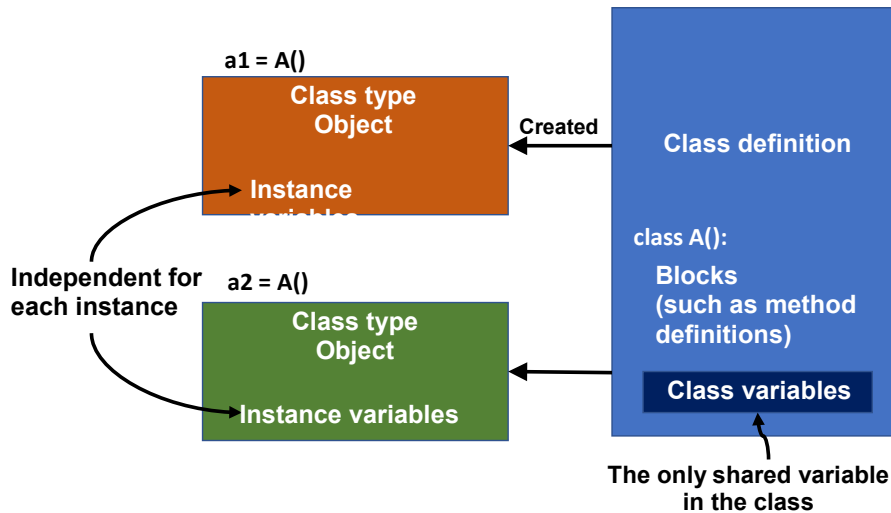 a1 = A()
Class type
Object
Instance
variables
Created
Class definition
class A():
Blocks
(such as method
definitions)
Class variables
The only shared variable
in the class
Independent for
each instance
a2 = A()
Class type
Object
Instance variables